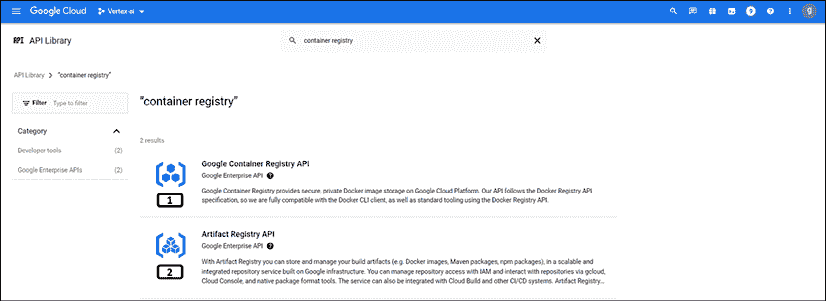 Google Cloud
Vertex-ai
9
API API Library
container registry
API Library > "container registry"
Filter Type to filter
"container registry"
Category
2 results
Developer tools (2)
Google Enterprise APIs (2)
Google Container Registry API
Google Enterprise API
Google Container Registry provides secure, private Docker image storage on Google Cloud Platform. Our API follows the Docker Registry API
specification, so we are fully compatible with the Docker CLI client, as well as standard tooling using the Docker Registry API.
1
Artifact Registry API
Google Enterprise API
With Artifact Registry you can store and manage your build artifacts (e.g. Docker images, Maven packages, npm packages), in a scalable and
integrated repository service built on Google infrastructure. You can manage repository access with IAM and interact with repositories via gcloud,
Cloud Console, and native package format tools. The service can also be integrated with Cloud Build and other CI/CD systems. Artifact Registry...
2